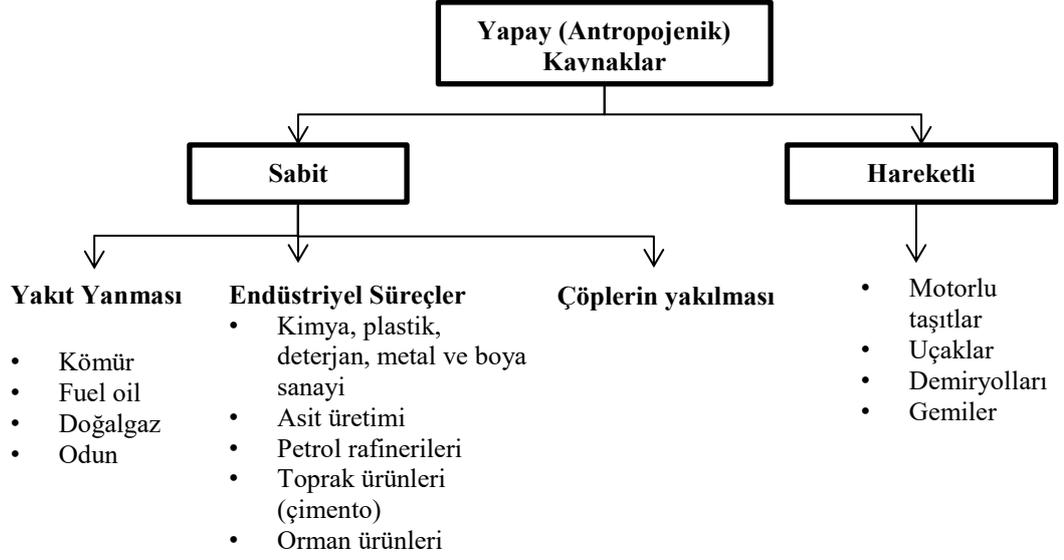 Yapay (Antropojenik)
Kaynaklar
Sabit
Hareketli
Yakıt Yanması
• Kömür
• Fuel oil
• Doğalgaz
• Odun
Endüstriyel Süreçler
• Kimya, plastik,
deterjan, metal ve boya
sanayi
• Asit üretimi
• Petrol rafinerileri
• Toprak ürünleri
(çimento)
• Orman ürünleri
Çöplerin yakılması
• Motorlu
taşıtlar
• Uçaklar
• Demiryolları
• Gemiler